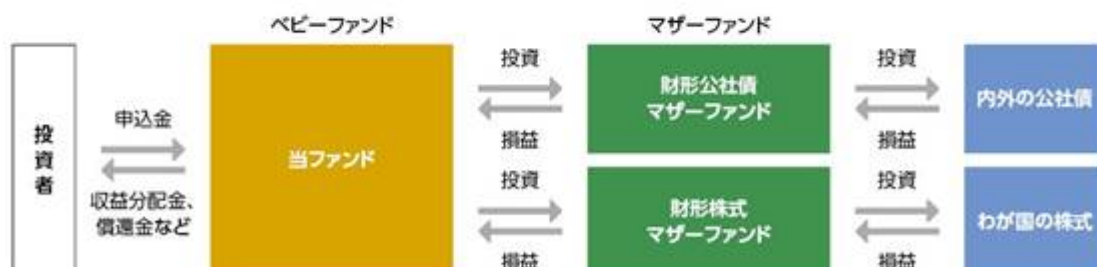 ベビーファンド
マザーファンド
投資者
申込金
収益分配金、
償還金など
当ファンド
投資
損益
財形公社債
マザーファンド
投資
損益
内外の公社債
投資
損益
財形株式
マザーファンド
投資
損益
わが国の株式